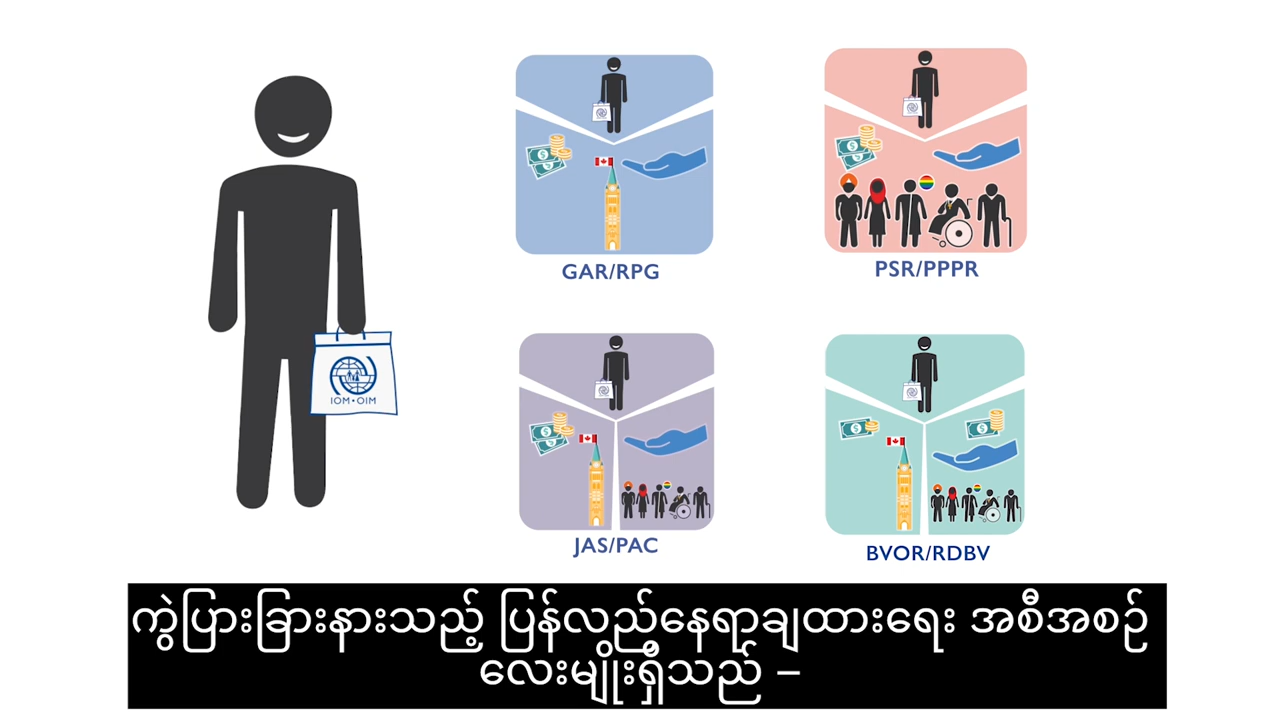 GAR/RPG
PSR/PPPR
IOM•OIM
JAS/PAC
BVOR/RDBV
ကွဲပြားခြားနားသည့် ပြန်လည်နေရာချထားရေး အစီအစဉ်
လေးမျိုးရှိသည် –